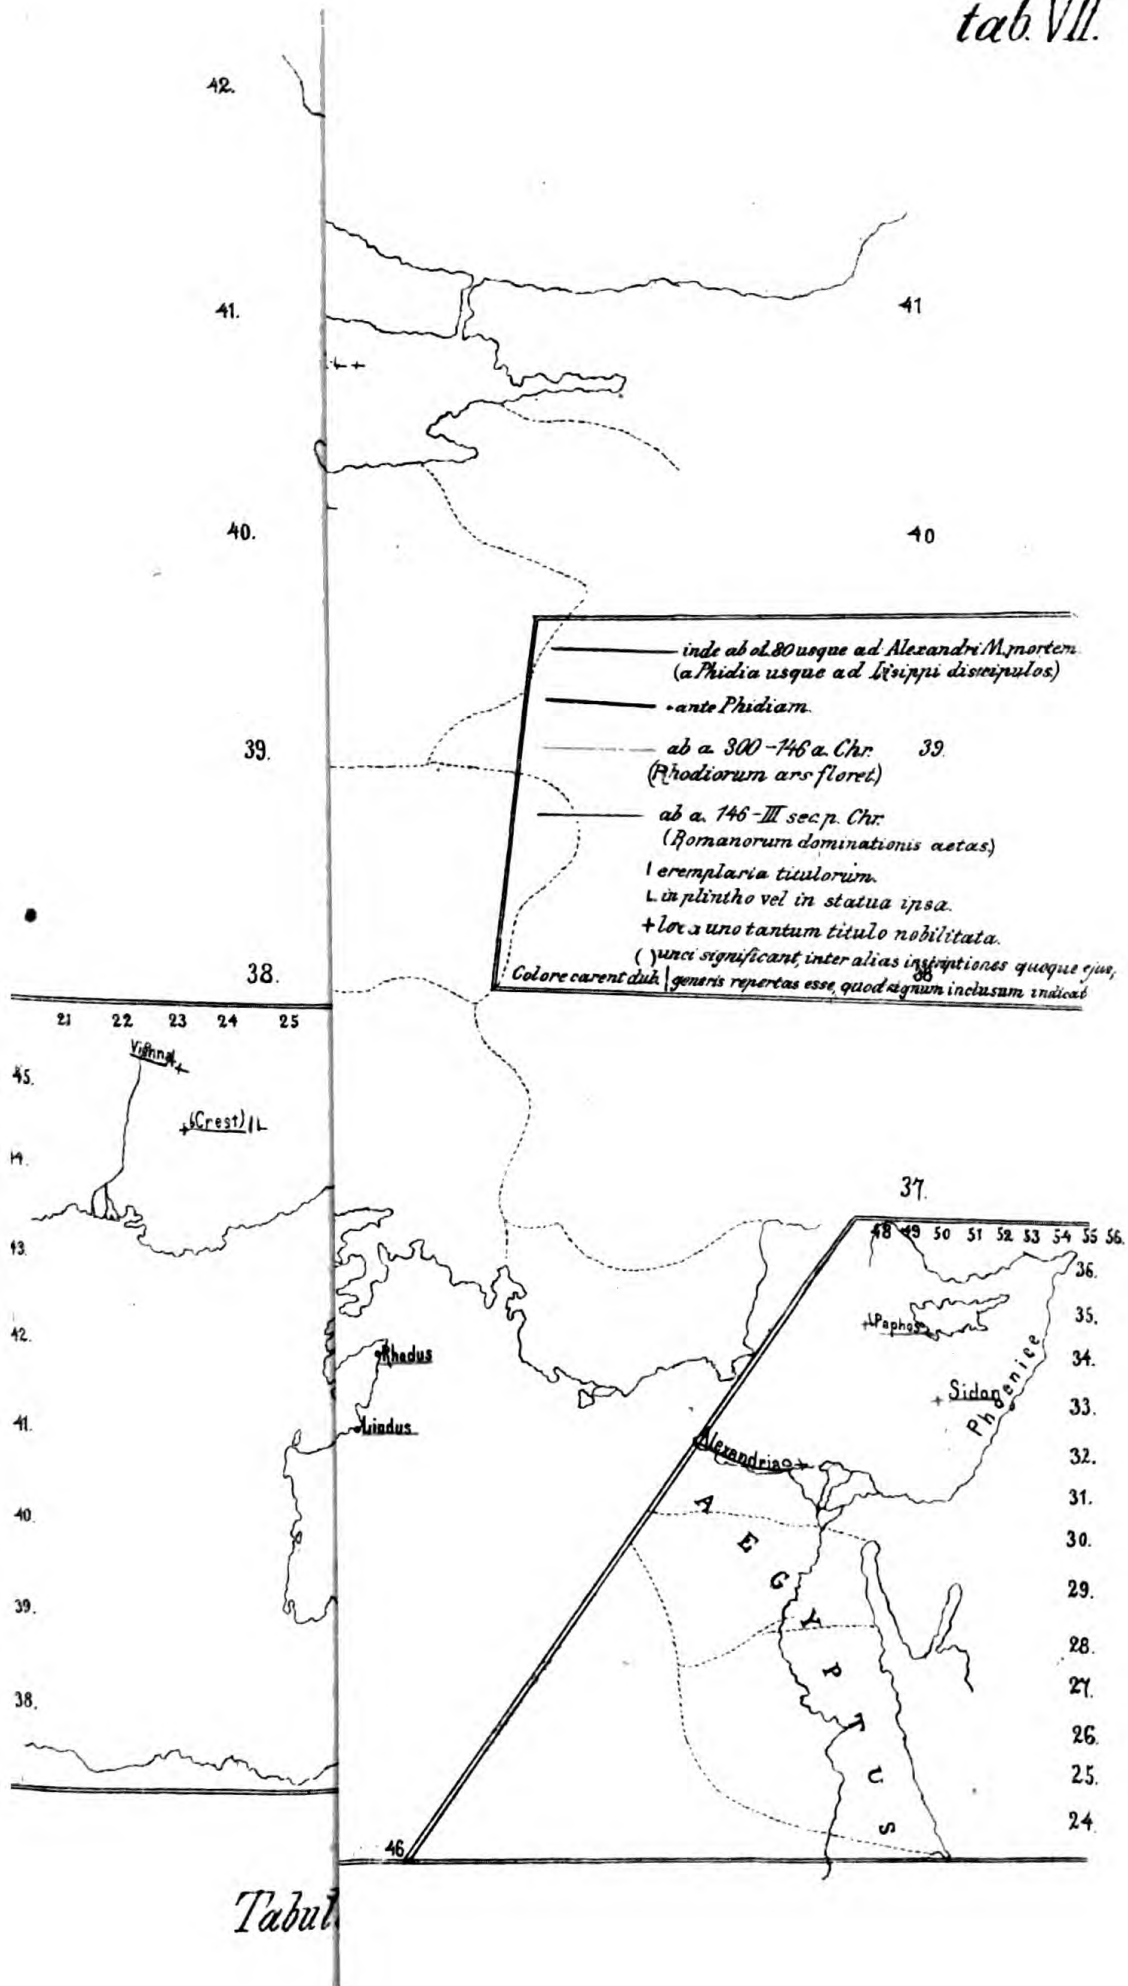 tab. VII.
42.
41.
41
40.
40
inde ab ol. 80 usque ad Alexandri M. mortem
(a Phidia usque ad Lysippi discipulos)
ante Phidiam.
39.
ab a. 300-146 a. Chr.
39.
(Rhodiorum ars floret)
ab a. 146-III sec. p. Chr.
(Romanorum dominationis aetas)
| exemplaria titulorum.
L in plintho vel in statua ipsa.
+ loca uno tantum titulo nobilitata.
( ) unci significant, inter alias inscriptiones quoque ejus,
38.
38
Colore carent dub. | generis repertas esse, quod signum inclusum indicat
21 22 23 24 25
Vienna
45.
(Crest) | L
37.
48 49 50 51 52 53 54 55 56.
36.
35.
42.
Paphos
Rhodus
34.
Sidon
33.
Phoenice
41.
Lindus
Alexandria
32.
31.
40.
30.
29.
39.
28.
27.
38.
26.
25.
24
AEGYPTUS
46
Tabul